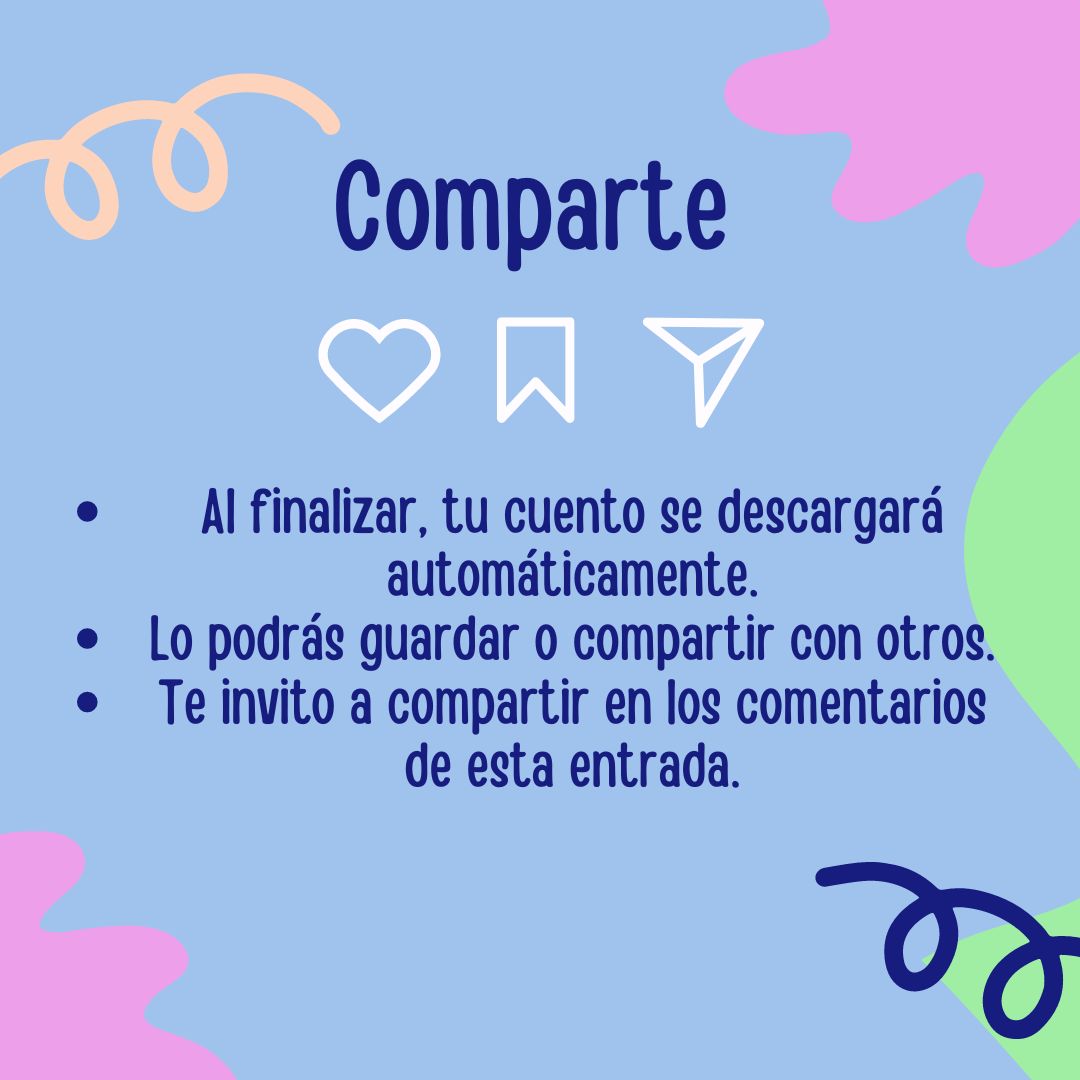 Comparte
• Al finalizar, tu cuento se descargará
automáticamente.
• Lo podrás guardar o compartir con otros.
• Te invito a compartir en los comentarios
de esta entrada.